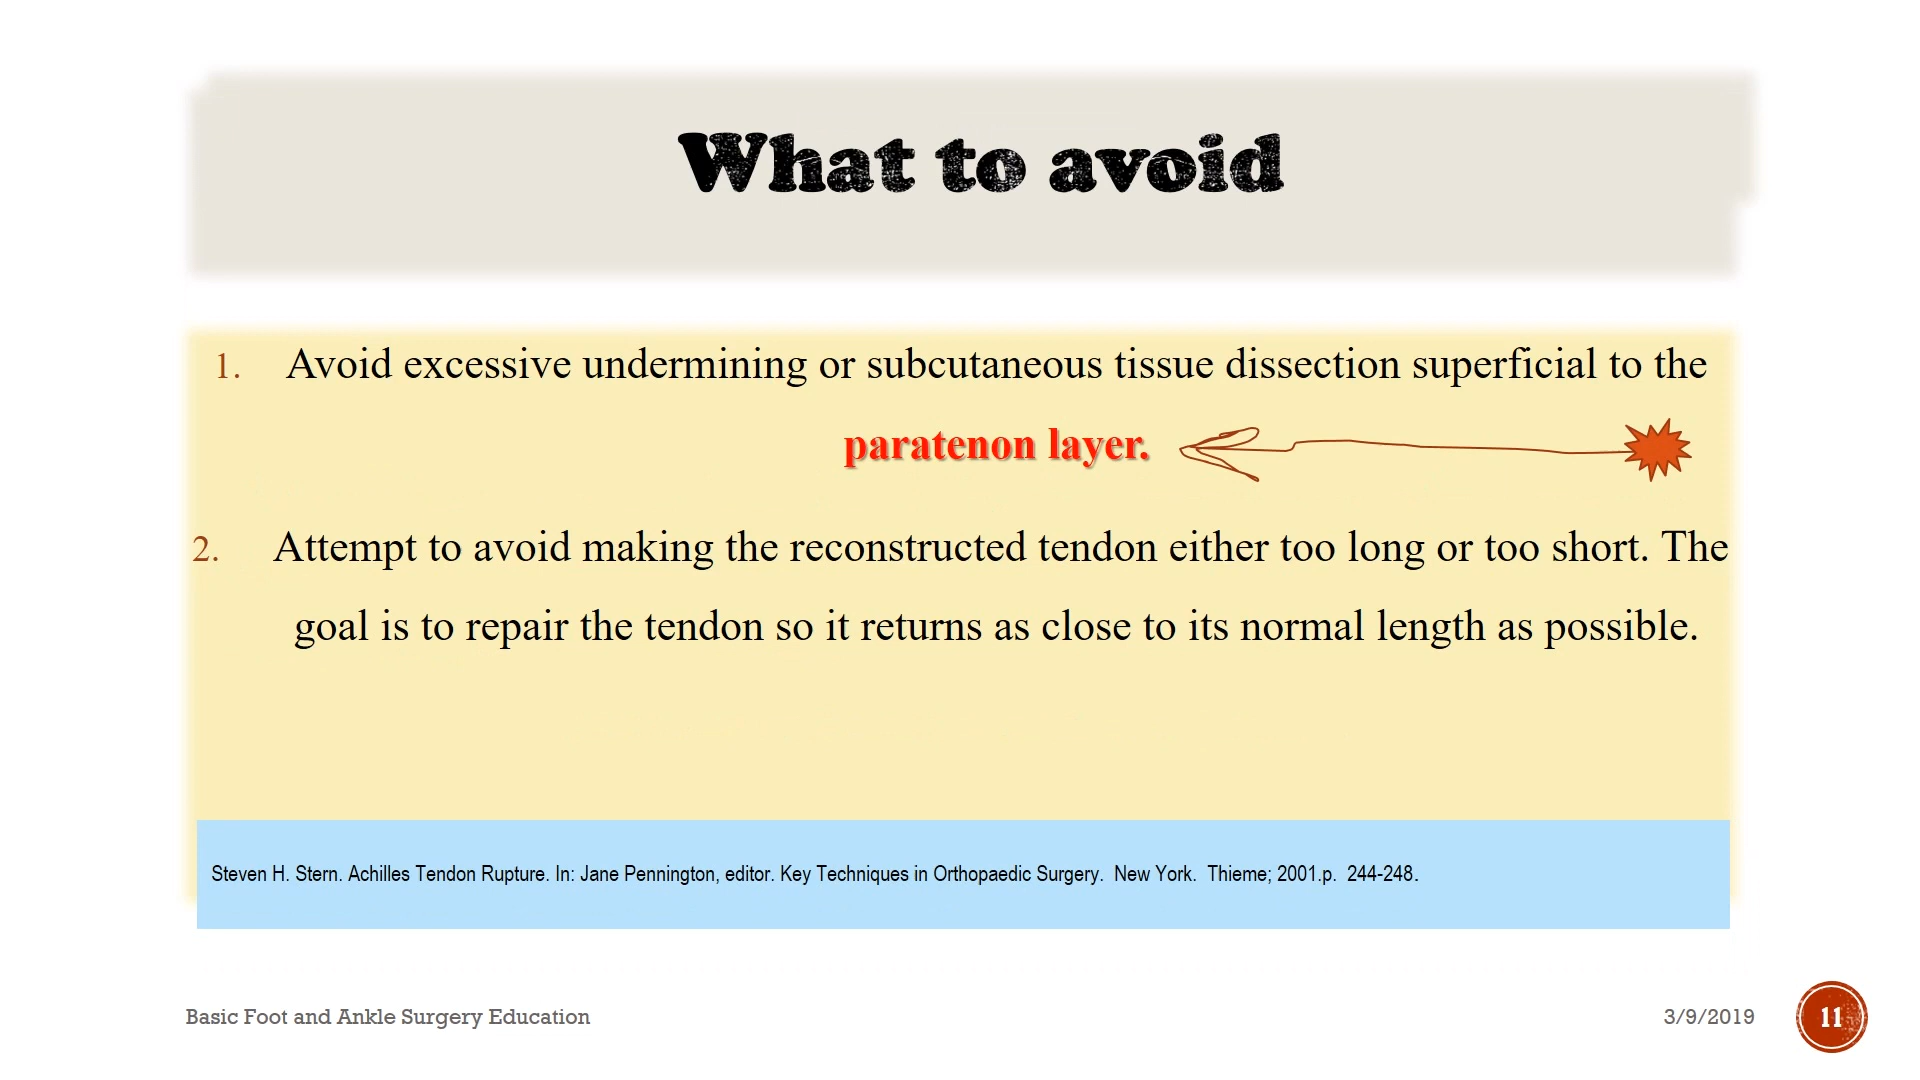 What to avoid
1. Avoid excessive undermining or subcutaneous tissue dissection superficial to the
paratenon layer.
2. Attempt to avoid making the reconstructed tendon either too long or too short. The
goal is to repair the tendon so it returns as close to its normal length as possible.
Steven H. Stern. Achilles Tendon Rupture. In: Jane Pennington, editor. Key Techniques in Orthopaedic Surgery. New York. Thieme; 2001.p. 244-248.
Basic Foot and Ankle Surgery Education
3/9/2019
11